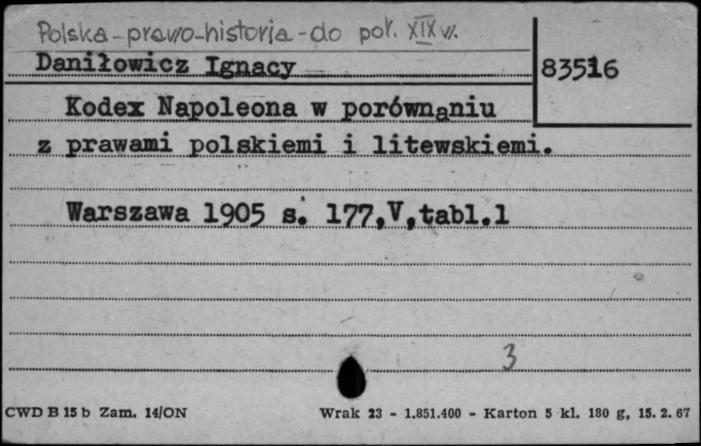 Polska-prawo-historia-do poł. XIX w.
Daniłowicz Ignacy
83516
Kodex Napoleona w porównaniu
z prawami polskiemi i litewskiemi.
Warszawa 1905 s. 177,V,tabl.1
3
CWD B 15 b Zam. 14/ON Wrak 23 - 1.851.400 - Karton 5 kl. 180 g, 15. 2. 67